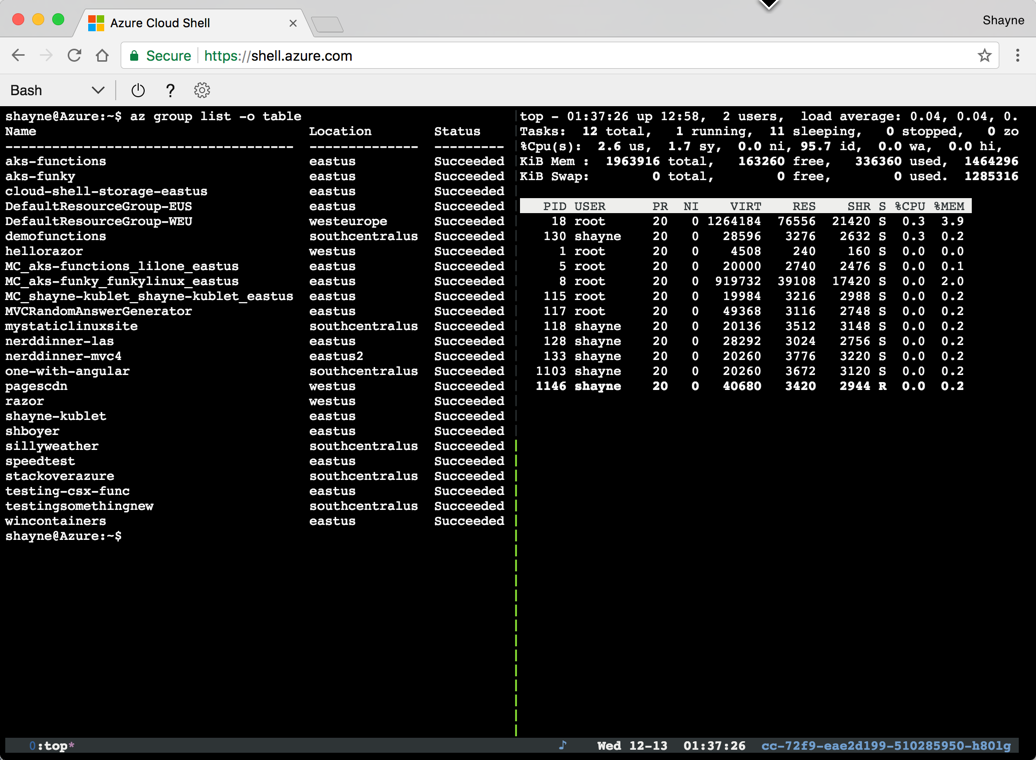 Azure Cloud Shell
Shayne
Secure https://shell.azure.com
Bash
?
shayne@Azure:~$ az group list -o table
Name Location Status
------------------------------------- -------------- ---------
aks-functions eastus Succeeded
aks-funky eastus Succeeded
cloud-shell-storage-eastus eastus Succeeded
DefaultResourceGroup-EUS eastus Succeeded
DefaultResourceGroup-WEU westeurope Succeeded
demofunctions southcentralus Succeeded
hellorazor westus Succeeded
MC_aks-functions_lilone_eastus eastus Succeeded
MC_aks-funky_funkylinux_eastus eastus Succeeded
MC_shayne-kublet_shayne-kublet_eastus eastus Succeeded
MVCRandomAnswerGenerator eastus Succeeded
mystaticlinuxsite southcentralus Succeeded
nerddinner-las eastus Succeeded
nerddinner-mvc4 eastus2 Succeeded
one-with-angular southcentralus Succeeded
pagescdn westus Succeeded
razor westus Succeeded
shayne-kublet eastus Succeeded
shboyer eastus Succeeded
sillyweather southcentralus Succeeded
speedtest eastus Succeeded
stackoverazure southcentralus Succeeded
testing-csx-func eastus Succeeded
testingsomethingnew southcentralus Succeeded
wincontainers eastus Succeeded
shayne@Azure:~$
top - 01:37:26 up 12:58, 2 users, load average: 0.04, 0.04, 0.
Tasks: 12 total, 1 running, 11 sleeping, 0 stopped, 0 zo
%Cpu(s): 2.6 us, 1.7 sy, 0.0 ni, 95.7 id, 0.0 wa, 0.0 hi,
KiB Mem : 1963916 total, 163260 free, 336360 used, 1464296
KiB Swap: 0 total, 0 free, 0 used. 1285316
PID USER PR NI VIRT RES SHR S %CPU %MEM
18 root 20 0 1264184 76556 21420 S 0.3 3.9
130 shayne 20 0 28596 3276 2632 S 0.3 0.2
1 root 20 0 4508 240 160 S 0.0 0.0
5 root 20 0 20000 2740 2476 S 0.0 0.1
8 root 20 0 919732 39108 17420 S 0.0 2.0
115 root 20 0 19984 3216 2988 S 0.0 0.2
117 root 20 0 49368 3116 2748 S 0.0 0.2
118 shayne 20 0 20136 3512 3148 S 0.0 0.2
128 shayne 20 0 28292 3024 2756 S 0.0 0.2
133 shayne 20 0 20260 3776 3220 S 0.0 0.2
1103 shayne 20 0 20260 3672 3120 S 0.0 0.2
1146 shayne 20 0 40680 3420 2944 R 0.0 0.2
0:top* ♪ Wed 12-13 01:37:26 cc-72f9-eae2d199-510285950-h80lg